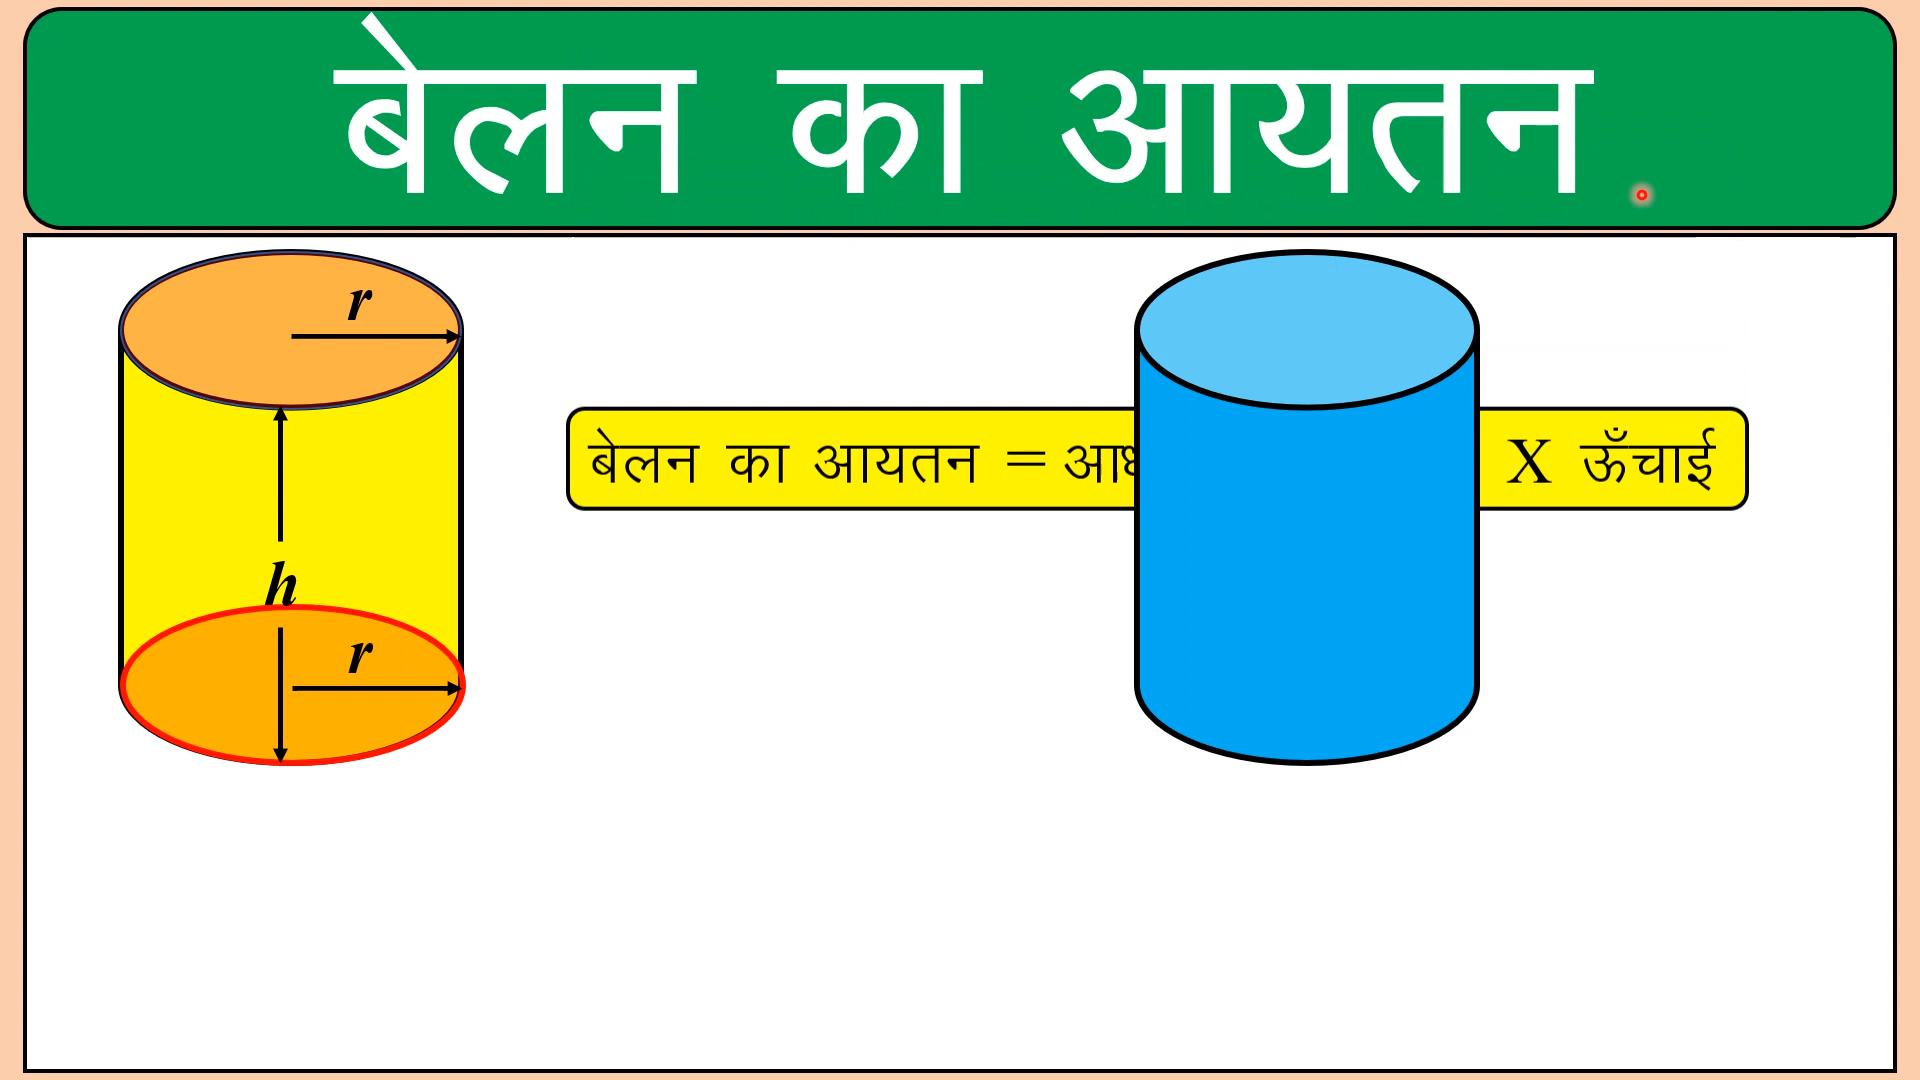 बेलन का आयतन
r
बेलन का आयतन = X ऊँचाई
h
r